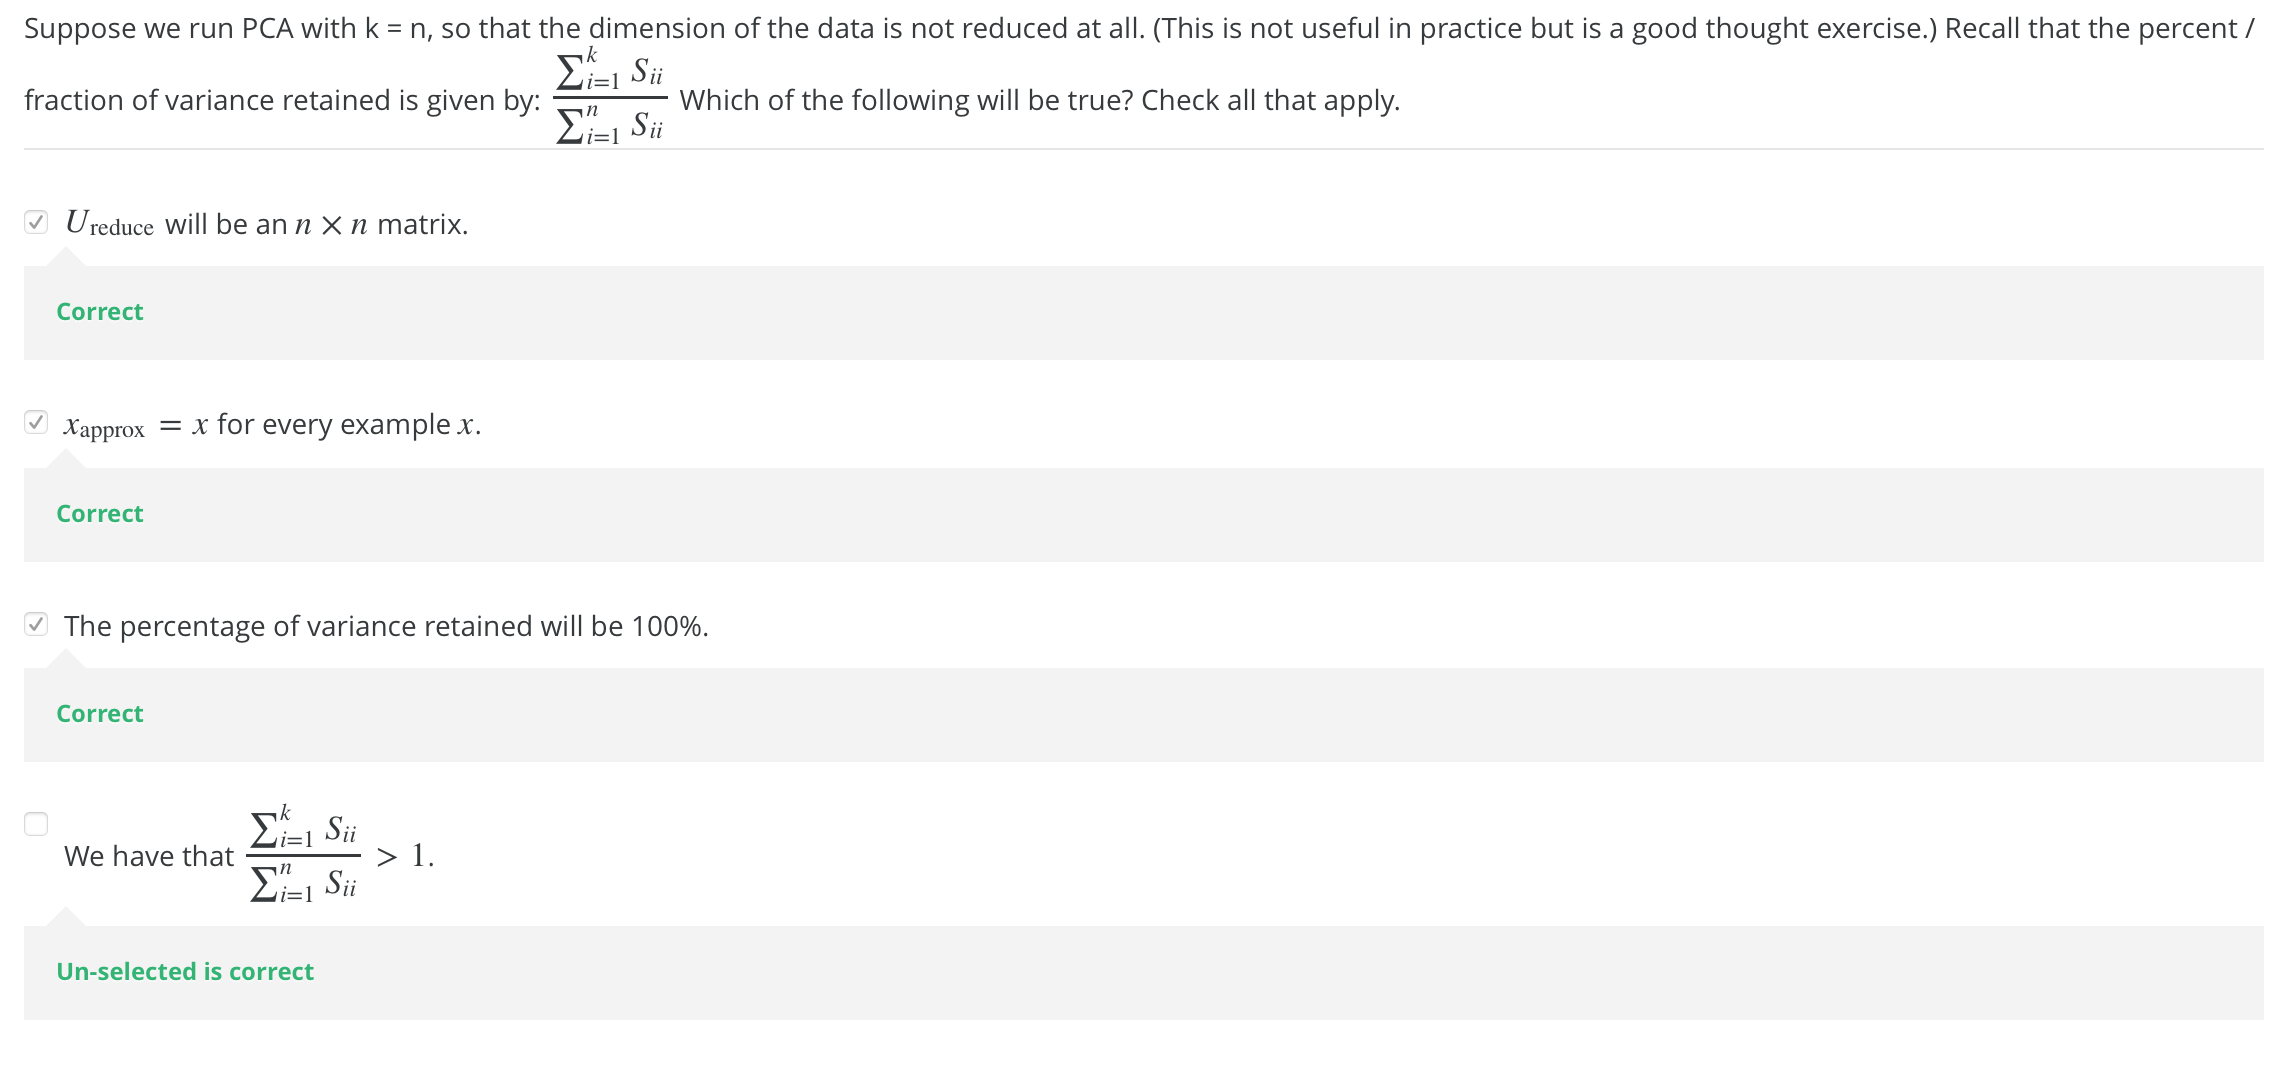 Suppose we run PCA with k = n, so that the dimension of the data is not reduced at all. (This is not useful in practice but is a good thought exercise.) Recall that the percent /
fraction of variance retained is given by: $\frac{\sum_{i=1}^{k} S_{ii}}{\sum_{i=1}^{n} S_{ii}}$ Which of the following will be true? Check all that apply.
$U_{\text{reduce}}$ will be an $n \times n$ matrix.
Correct
$x_{\text{approx}} = x$ for every example $x$.
Correct
The percentage of variance retained will be 100%.
Correct
We have that $\frac{\sum_{i=1}^{k} S_{ii}}{\sum_{i=1}^{n} S_{ii}} > 1$.
Un-selected is correct